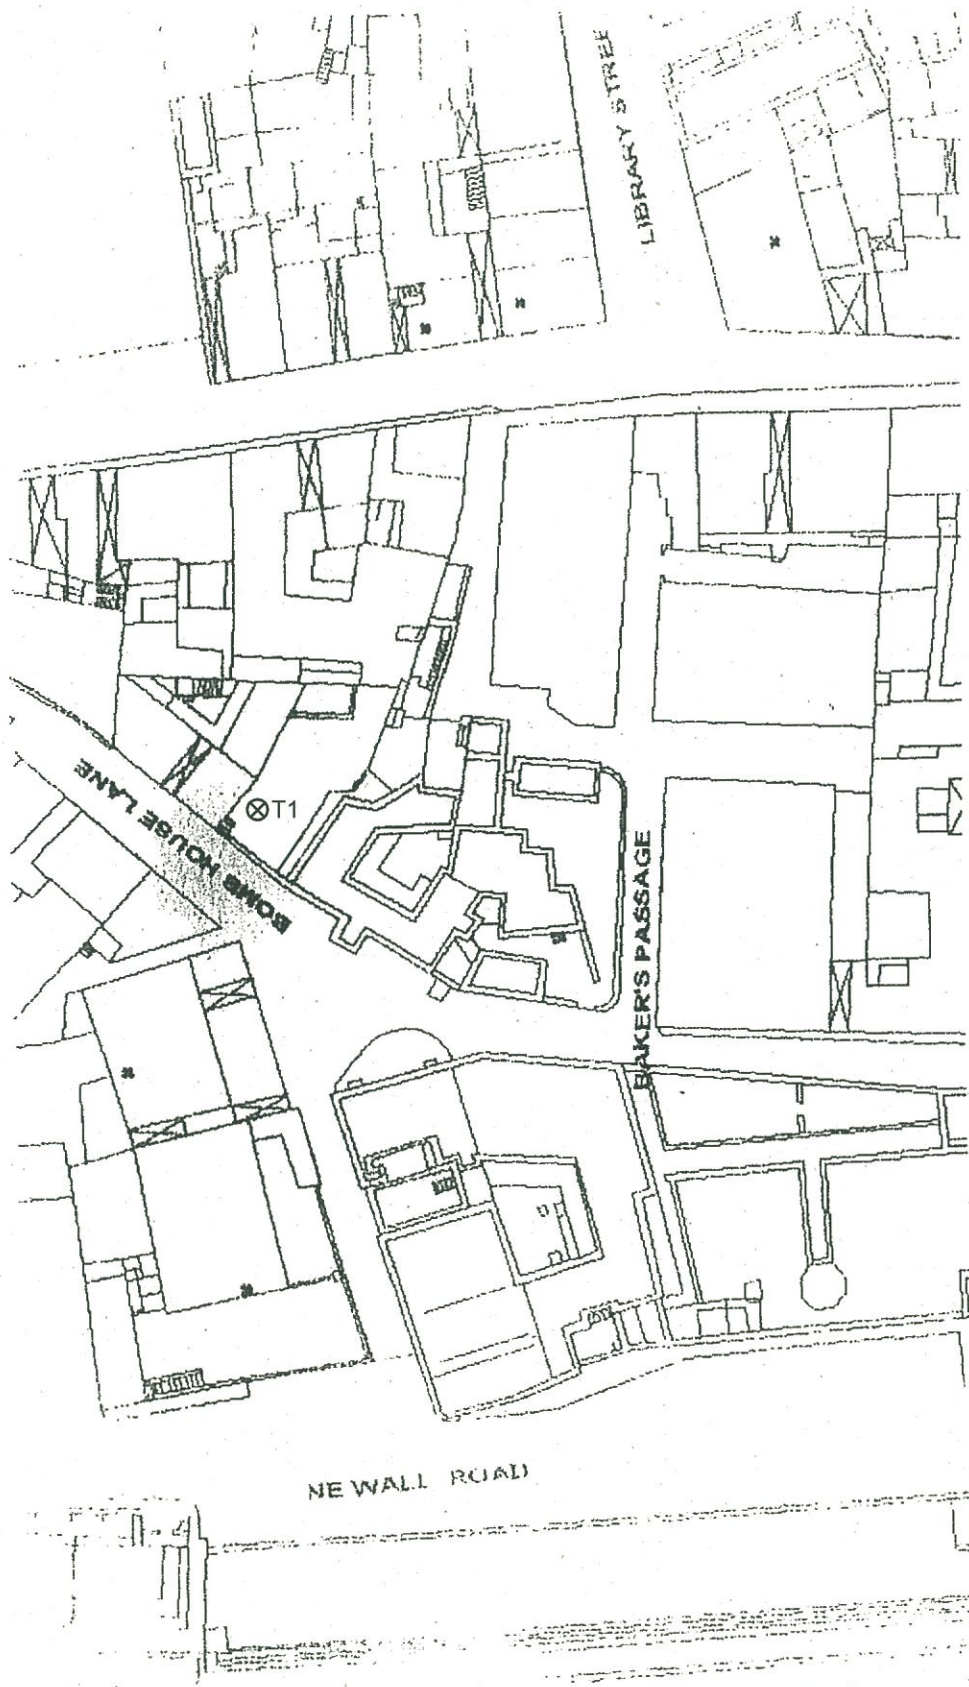 LIBRARY STREE
BOMB HOUSE LANE
T1
BAKER'S PASSAGE
NE WALL ROAD